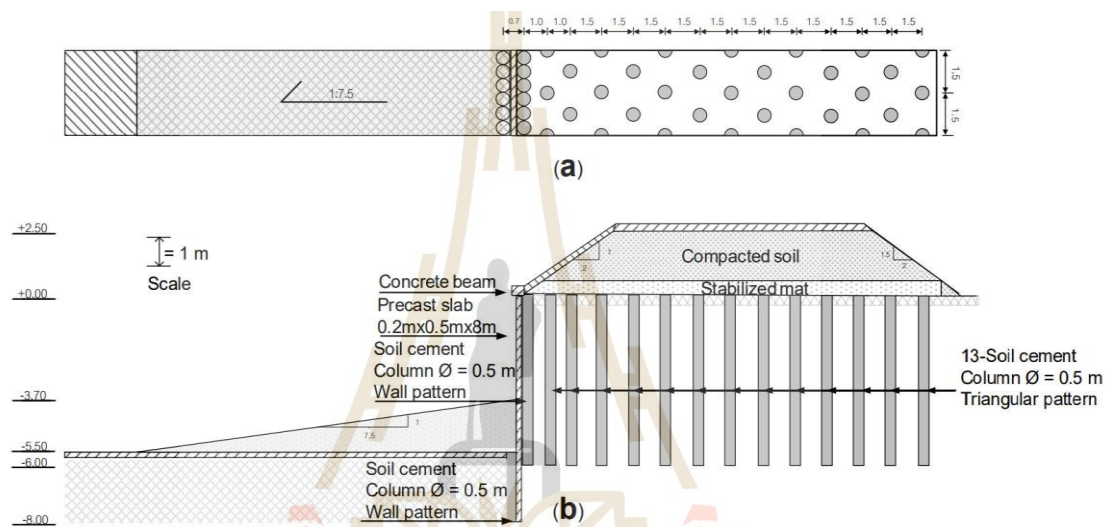 0.7 1.0 1.0 1.5 1.5 1.5 1.5 1.5 1.5 1.5 1.5 1.5 1.5
1:7.5
1.5
1.5
(a)
+2.50
= 1 m
Scale
+0.00
-3.70
-5.50
-6.00
-8.00
Concrete beam
Precast slab
0.2mx0.5mx8m
Soil cement
Column Ø = 0.5 m
Wall pattern
1
7.5
Soil cement
Column Ø = 0.5 m
Wall pattern
1
2
Compacted soil
1.5
2
Stabilized mat
13-Soil cement
Column Ø = 0.5 m
Triangular pattern
(b)